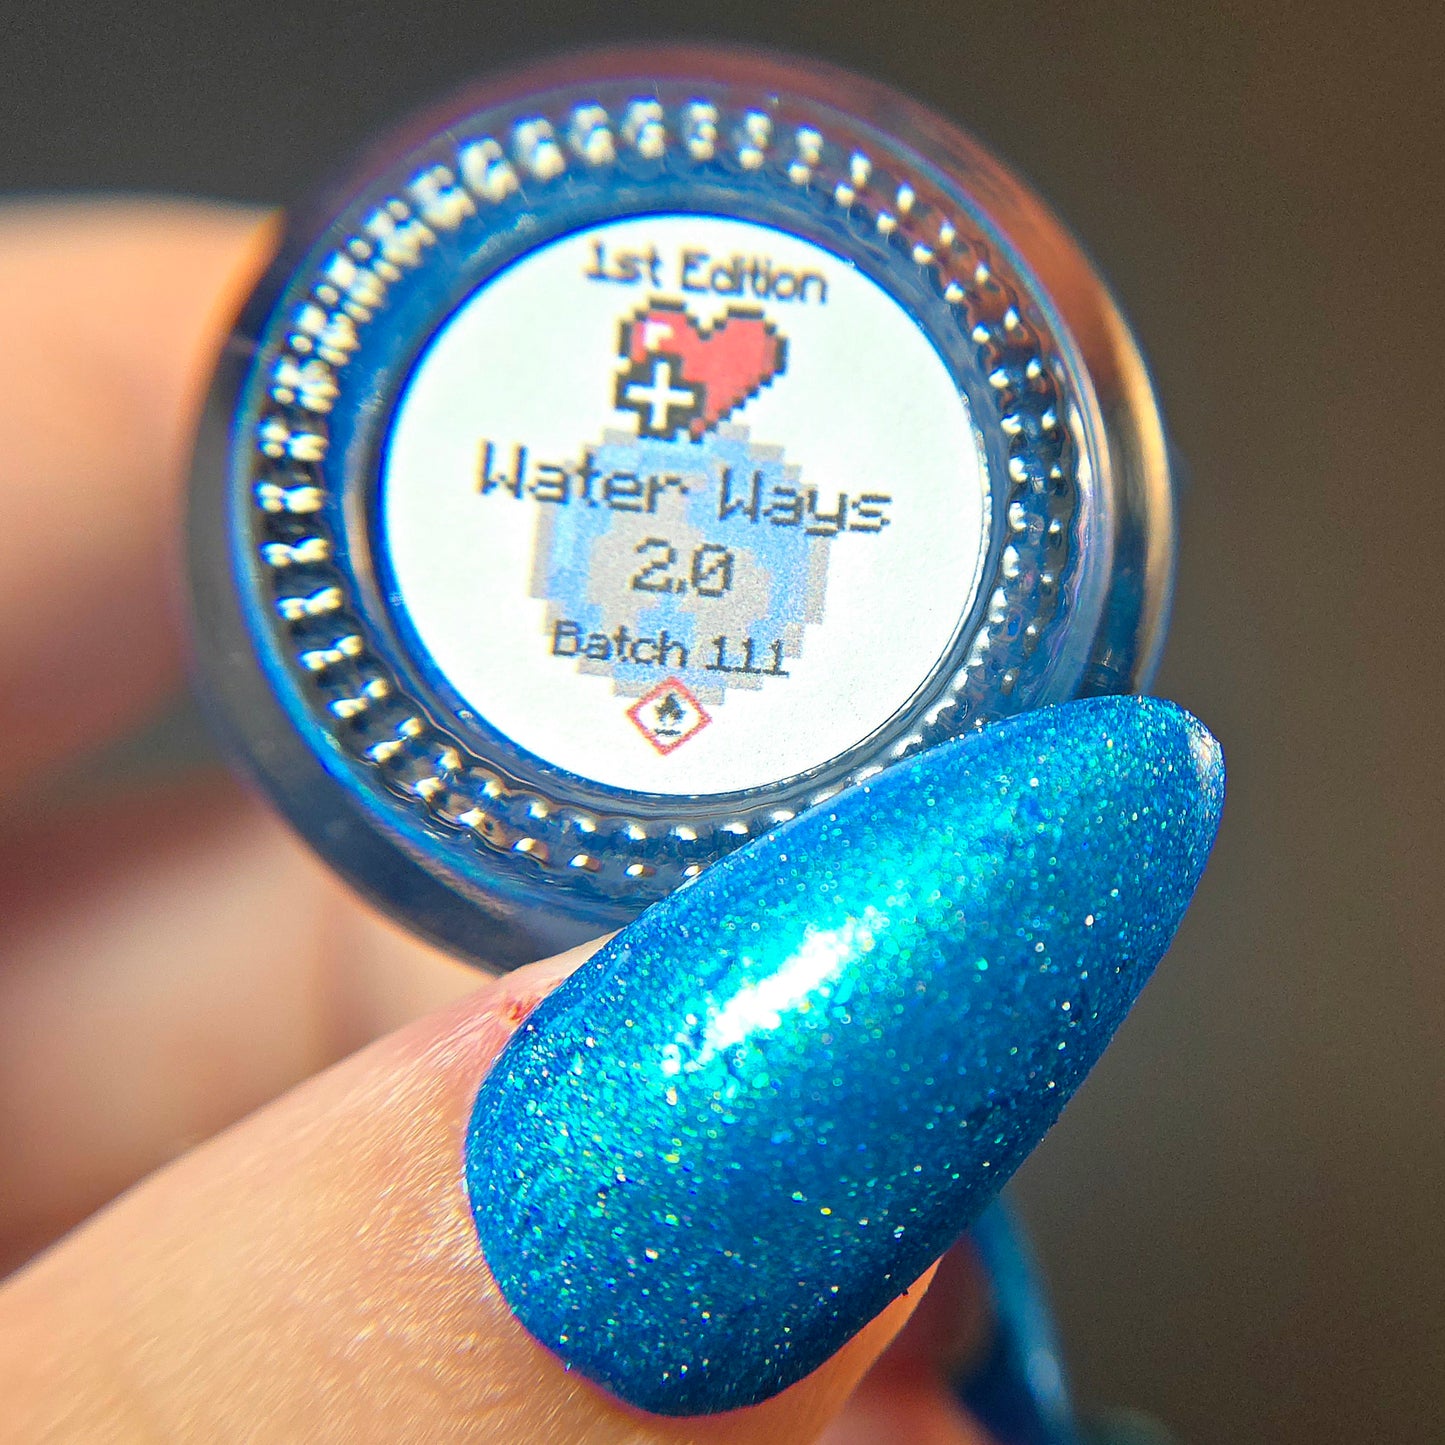 1st Edition
Water Ways
2.0
Batch 111